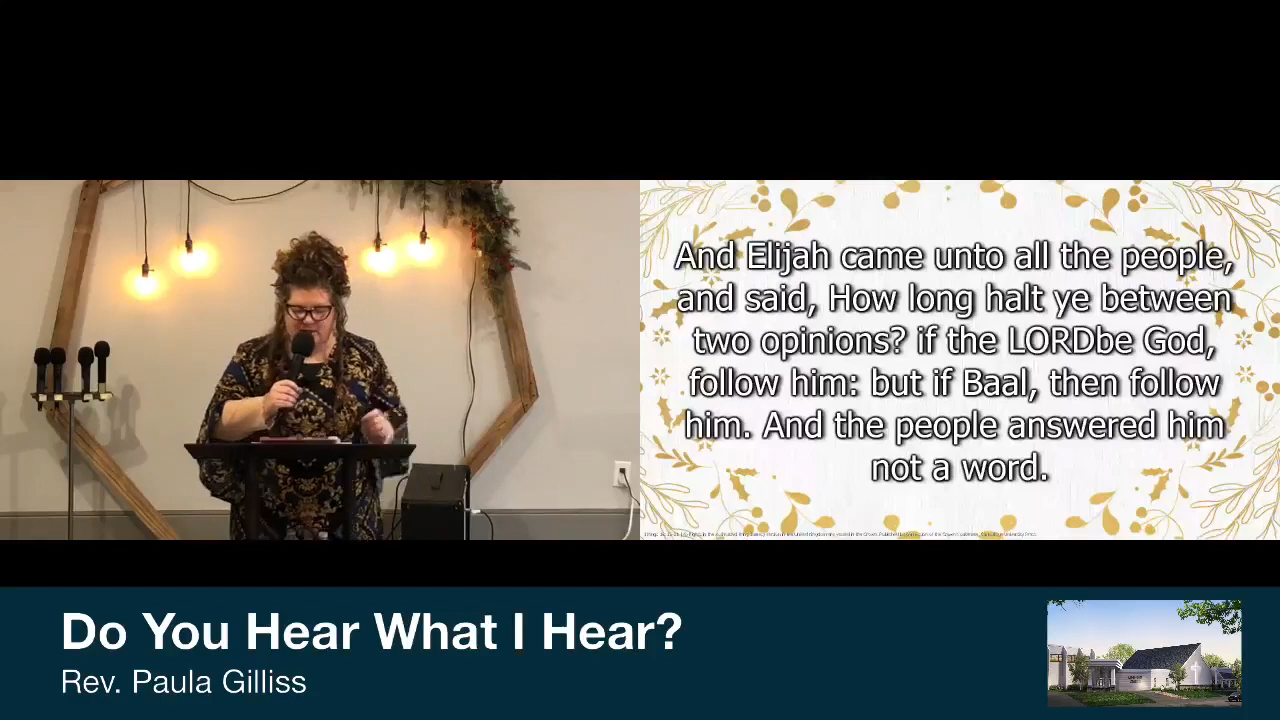 And Elijah came unto all the people,
and said, How long halt ye between
two opinions? if the LORDbe God,
follow him: but if Baal, then follow
him. And the people answered him
not a word.
Do You Hear What I Hear?
Rev. Paula Gilliss